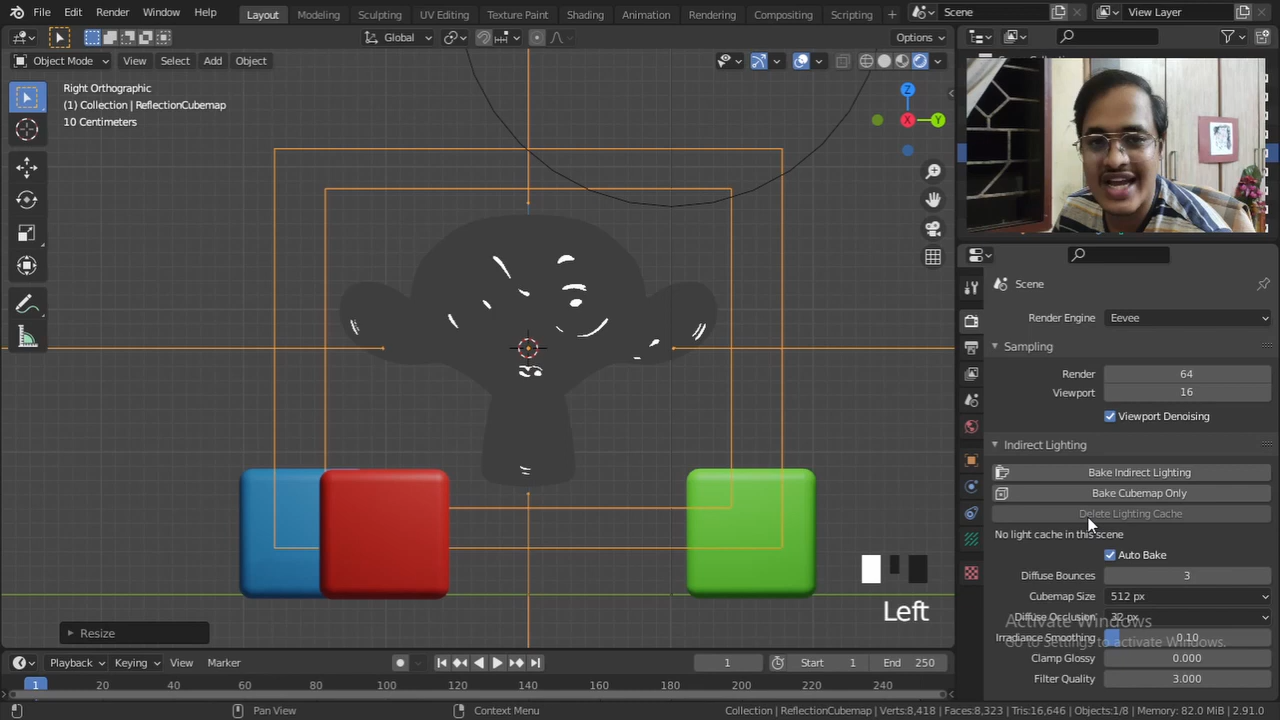 File Edit Render Window Help Layout Modeling Sculpting UV Editing Texture Paint Shading Animation Rendering Compositing Scripting + Scene View Layer
Global Options
Object Mode View Select Add Object
Right Orthographic
(1) Collection | ReflectionCubemap
10 Centimeters
Z
X Y
Scene
Render Engine Eevee
Sampling
Render 64
Viewport 16
Viewport Denoising
Indirect Lighting
Bake Indirect Lighting
Bake Cubemap Only
Delete Lighting Cache
No light cache in this scene
Auto Bake
Diffuse Bounces 3
Cubemap Size 512 px
Diffuse Occlusion 32 px
Irradiance Smoothing 0.10
Clamp Glossy 0.000
Filter Quality 3.000
Activate Windows
Go to Settings to activate Windows.
Left
Resize
Playback Keying View Marker 1 Start 1 End 250
1 20 40 60 80 100 120 140 160 180 200 220 240
Pan View Context Menu Collection | ReflectionCubemap | Verts:8,418 | Faces:8,323 | Tris:16,646 | Objects:1/8 | Memory: 82.0 MiB | 2.91.0